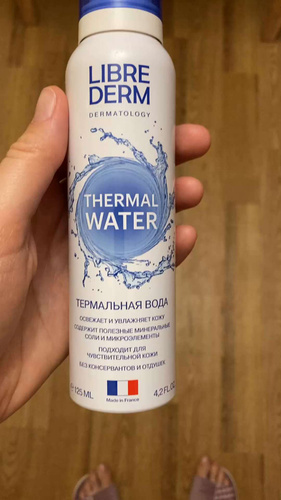 LIBRE
DERM
DERMATOLOGY
THERMAL
WATER
ТЕРМАЛЬНАЯ ВОДА
ОСВЕЖАЕТ И УВЛАЖНЯЕТ КОЖУ
СОДЕРЖИТ ПОЛЕЗНЫЕ МИНЕРАЛЬНЫЕ
СОЛИ И МИКРОЭЛЕМЕНТЫ
ПОДХОДИТ ДЛЯ
ЧУВСТВИТЕЛЬНОЙ КОЖИ
БЕЗ КОНСЕРВАНТОВ И ОТДУШЕК
125 ML
4,2 FL.OZ
Made in France